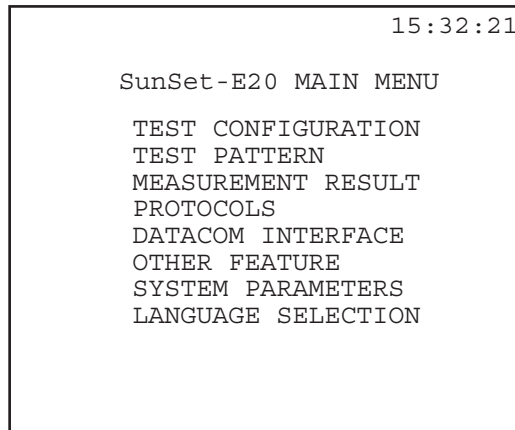 15:32:21
SunSet-E20 MAIN MENU
TEST CONFIGURATION
TEST PATTERN
MEASUREMENT RESULT
PROTOCOLS
DATACOM INTERFACE
OTHER FEATURE
SYSTEM PARAMETERS
LANGUAGE SELECTION